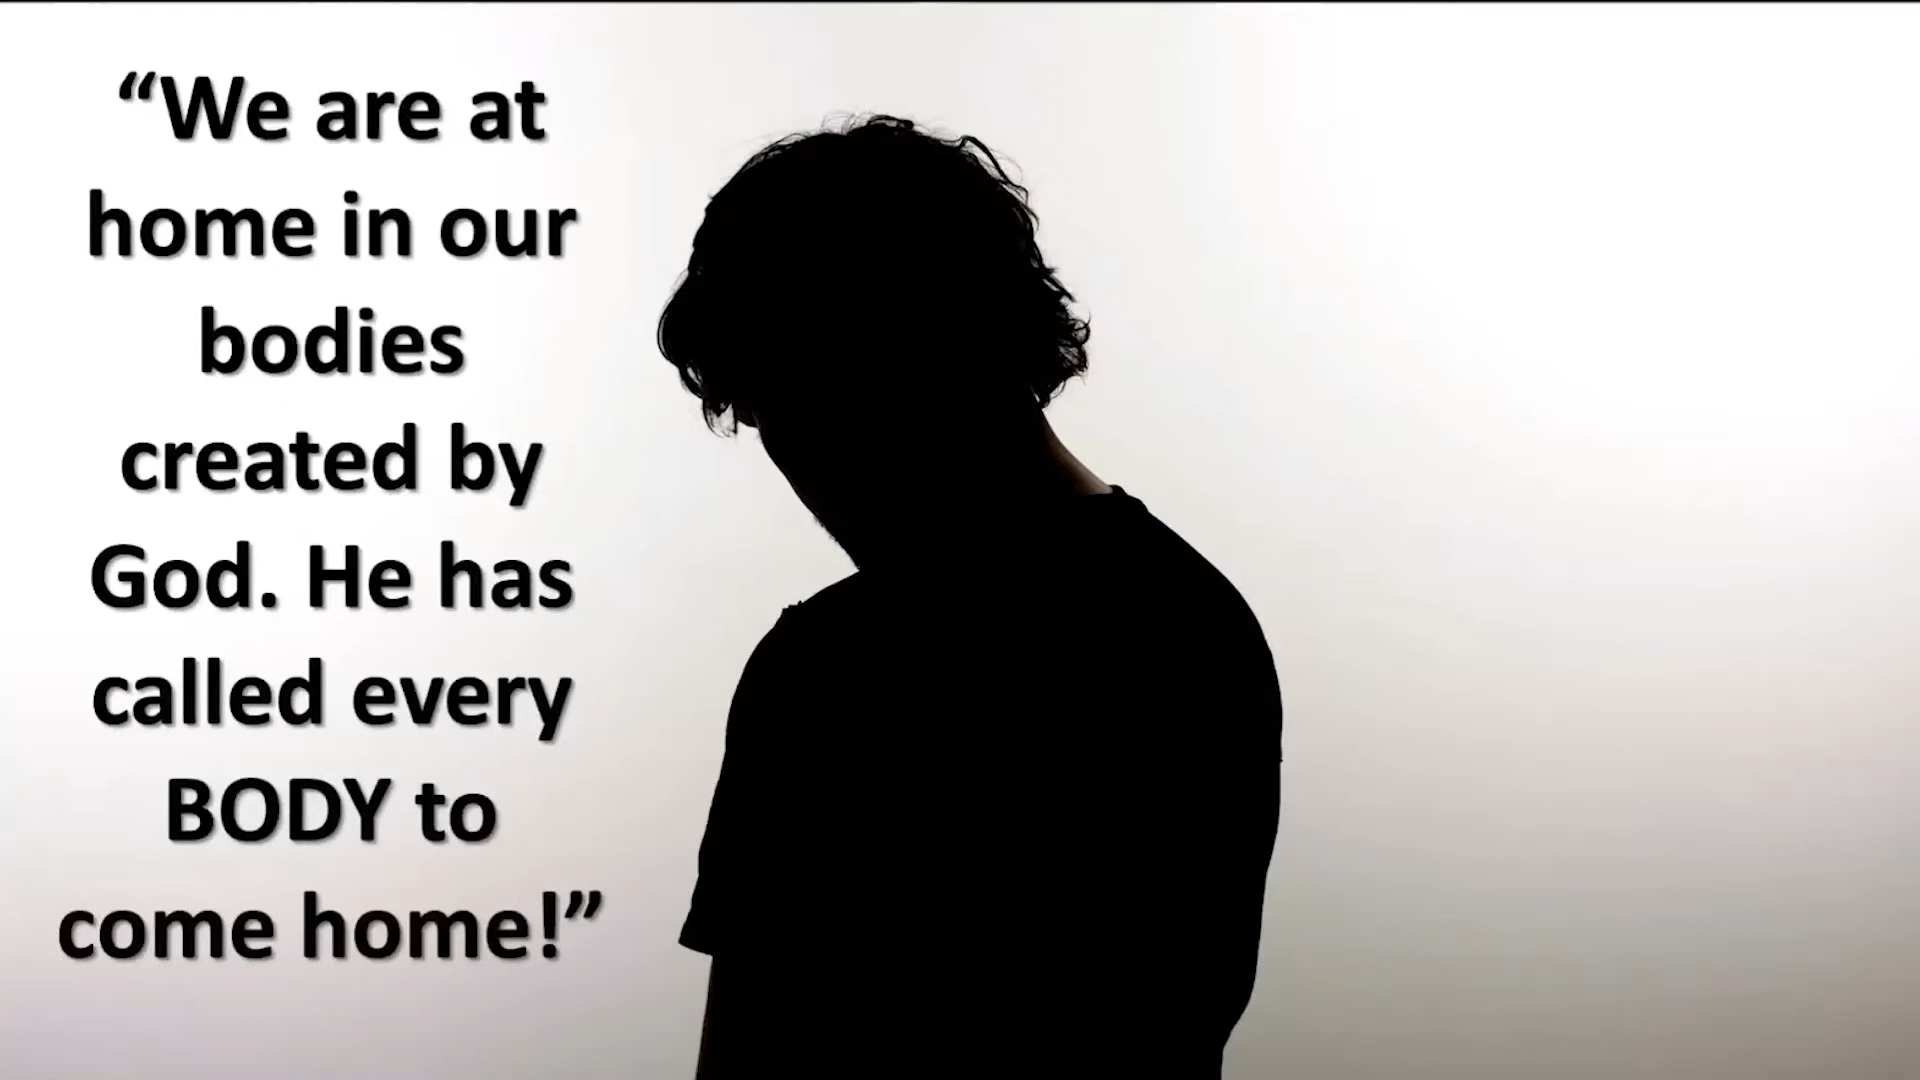 “We are at
home in our
bodies
created by
God. He has
called every
BODY to
come home!”